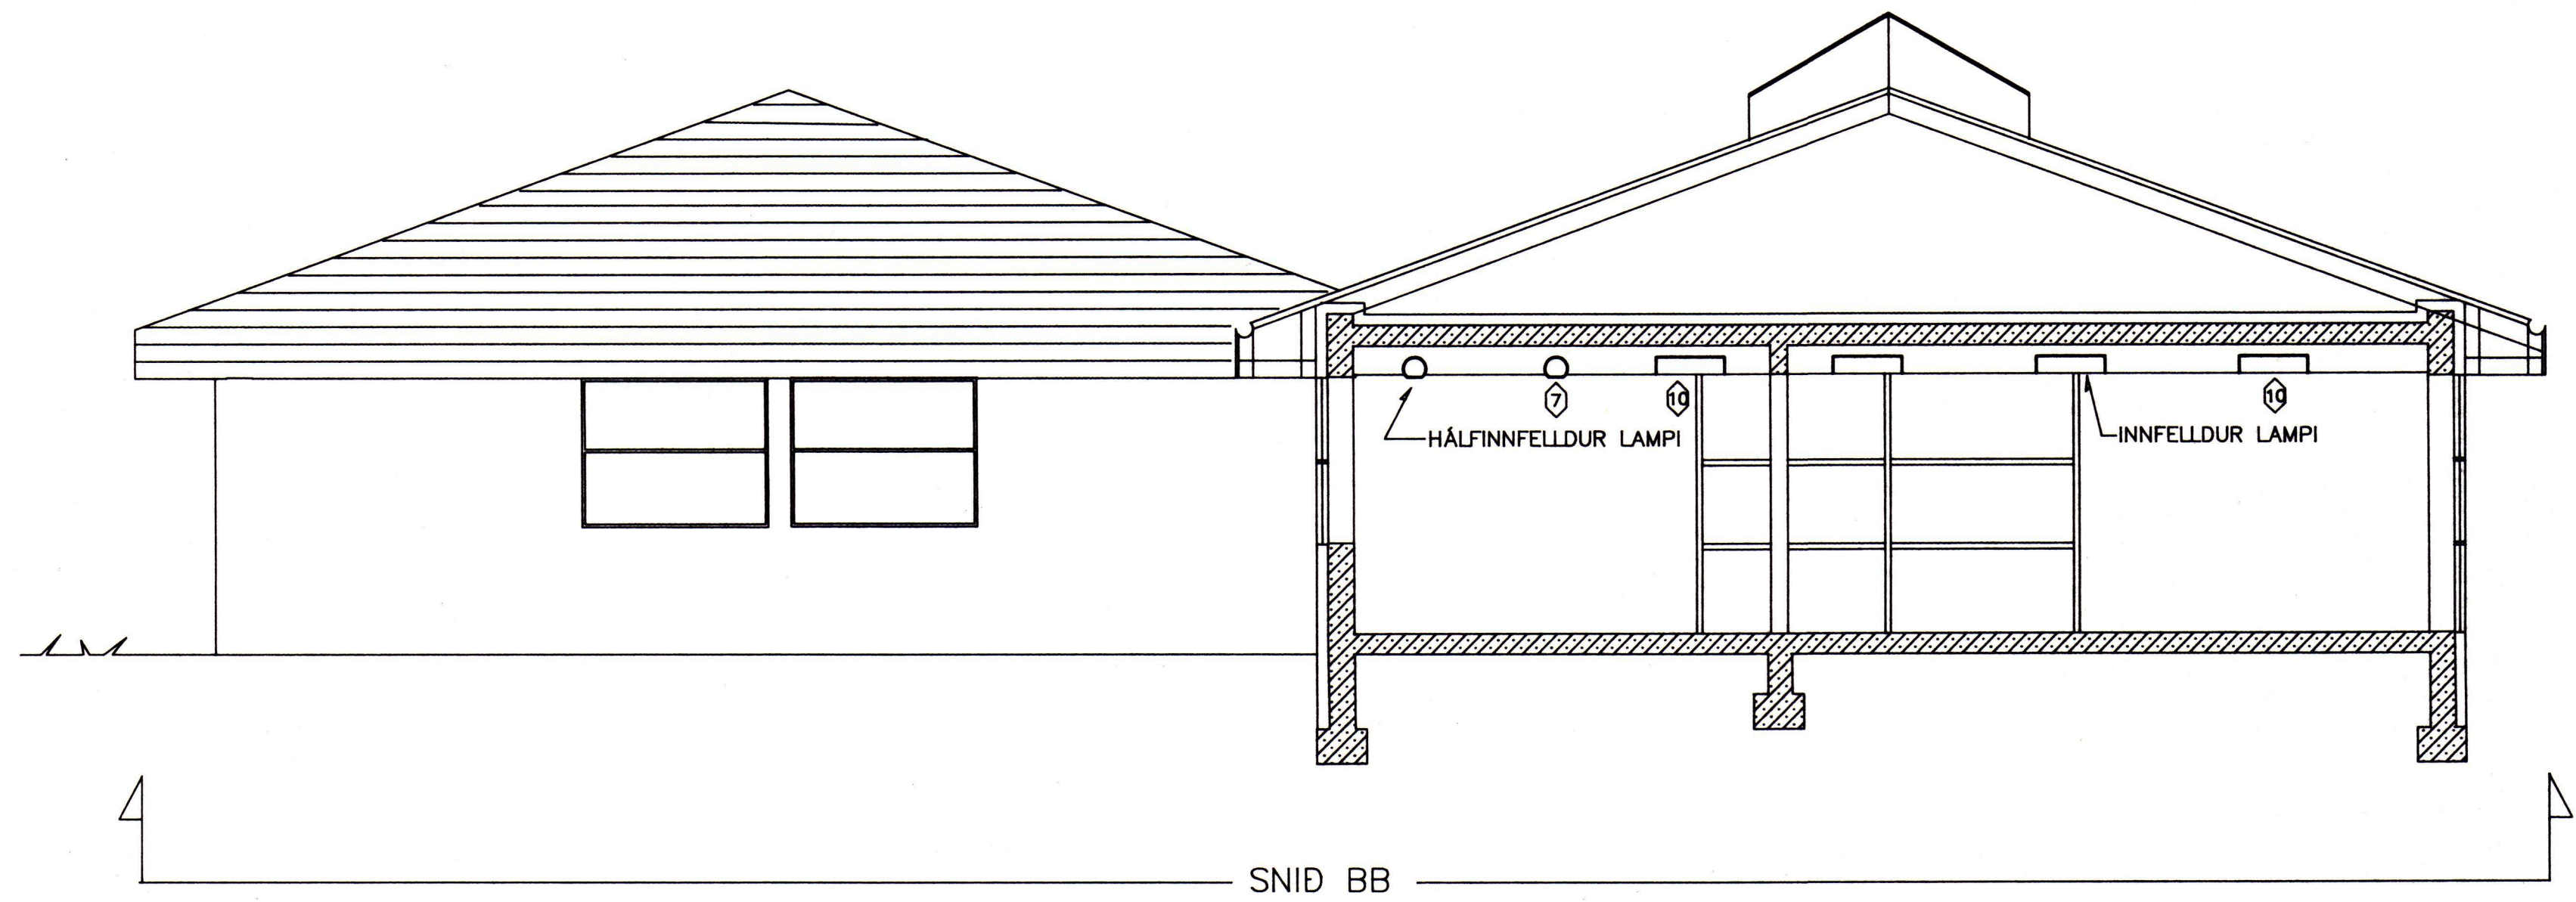 7
10
10
HÁLFINNFELLDUR LAMPI
INNFELLDUR LAMPI
SNIÐ BB